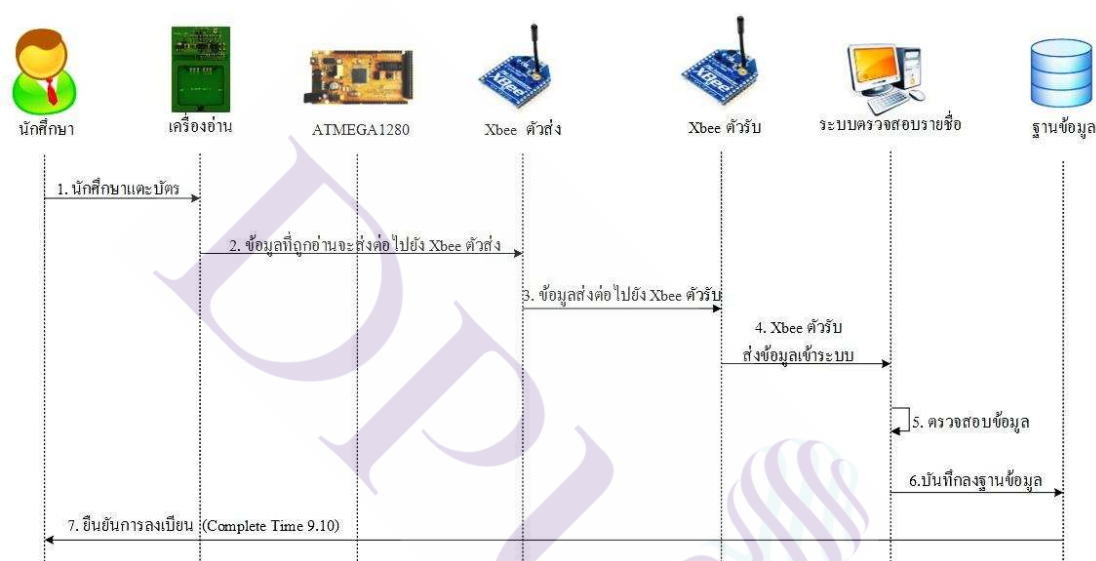 นักศึกษา
เครื่องอ่าน
ATMEGA1280
Xbee ตัวส่ง
Xbee ตัวรับ
ระบบตรวจสอบรายชื่อ
ฐานข้อมูล
1. นักศึกษาแตะบัตร
2. ข้อมูลที่ถูกอ่านจะส่งต่อไปยัง Xbee ตัวส่ง
3. ข้อมูลส่งต่อไปยัง Xbee ตัวรับ
4. Xbee ตัวรับ
ส่งข้อมูลเข้าระบบ
5. ตรวจสอบข้อมูล
6.บันทึกลงฐานข้อมูล
7. ยืนยันการลงเบียน (Complete Time 9.10)
XBee
XBee
DPU